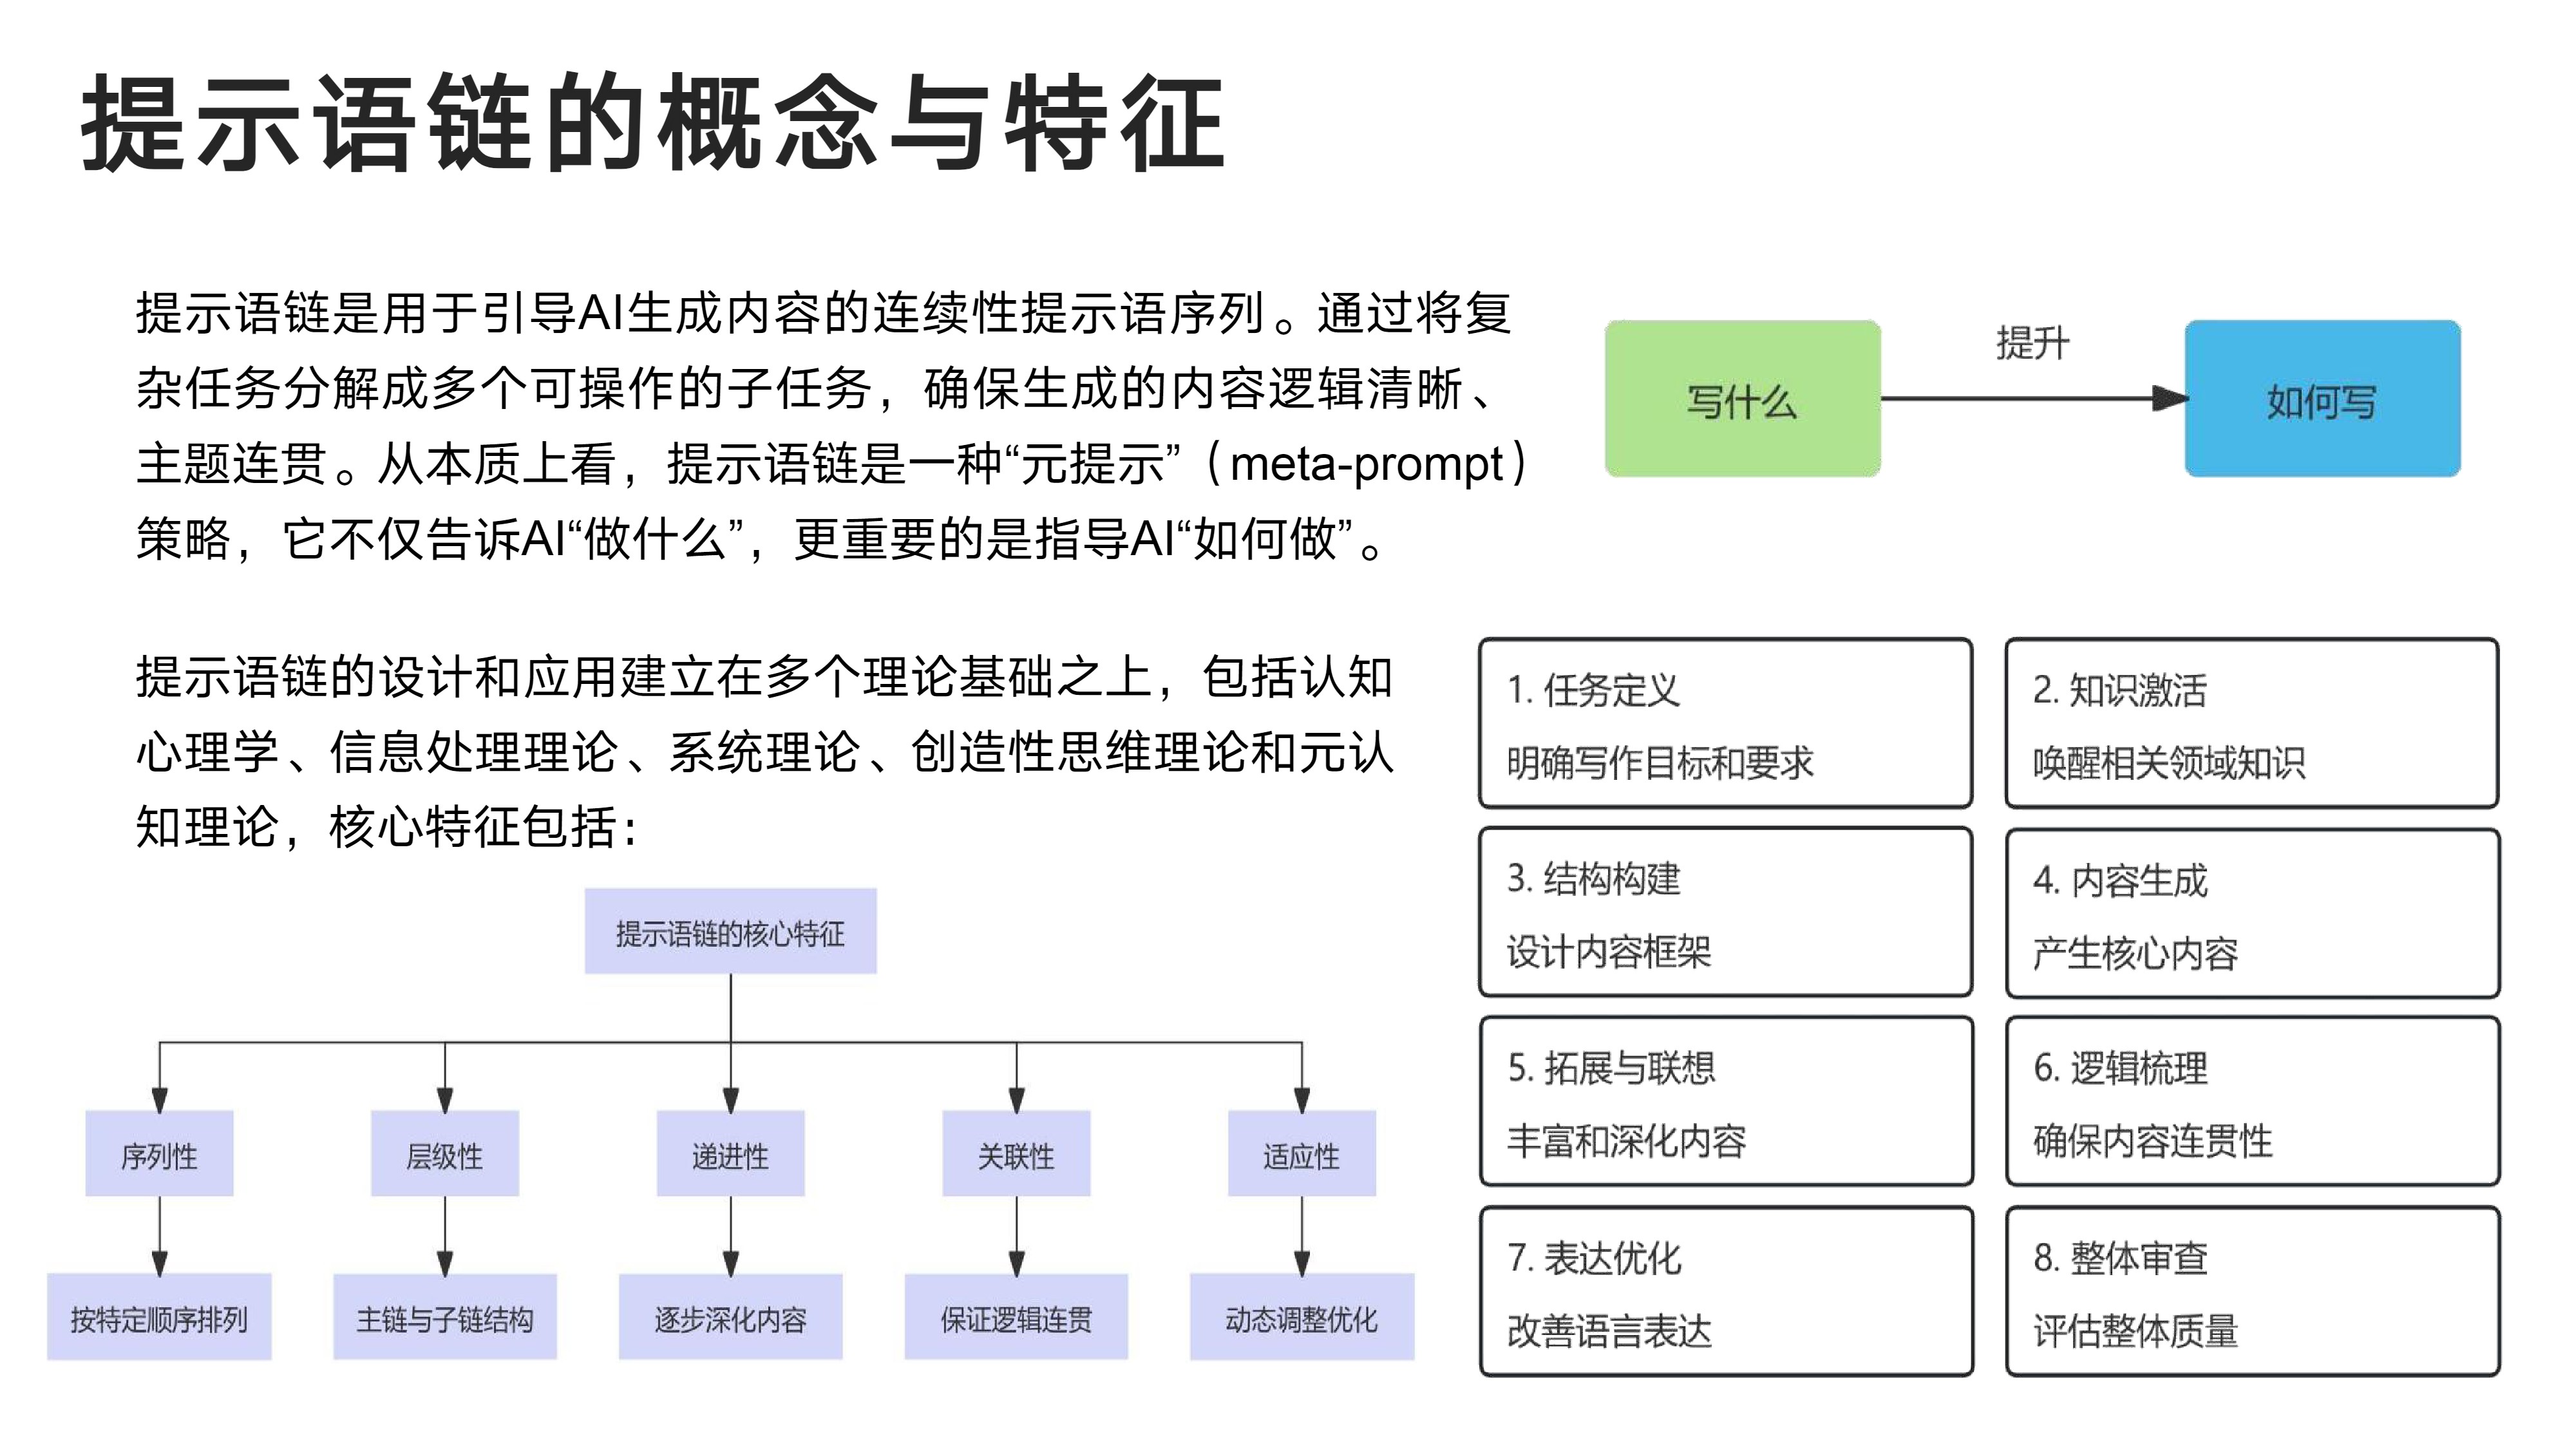 提示语链的概念与特征
提示语链是用于引导AI生成内容的连续性提示语序列。通过将复
杂任务分解成多个可操作的子任务，确保生成的内容逻辑清晰、
主题连贯。从本质上看，提示语链是一种“元提示”（meta-prompt）
策略，它不仅告诉AI“做什么”，更重要的是指导AI“如何做”。
写什么
提升
如何写
提示语链的设计和应用建立在多个理论基础之上，包括认知
心理学、信息处理理论、系统理论、创造性思维理论和元认
知理论，核心特征包括：
提示语链的核心特征
序列性
层级性
递进性
关联性
适应性
按特定顺序排列
主链与子链结构
逐步深化内容
保证逻辑连贯
动态调整优化
1. 任务定义
明确写作目标和要求
2. 知识激活
唤醒相关领域知识
3. 结构构建
设计内容框架
4. 内容生成
产生核心内容
5. 拓展与联想
丰富和深化内容
6. 逻辑梳理
确保内容连贯性
7. 表达优化
改善语言表达
8. 整体审查
评估整体质量